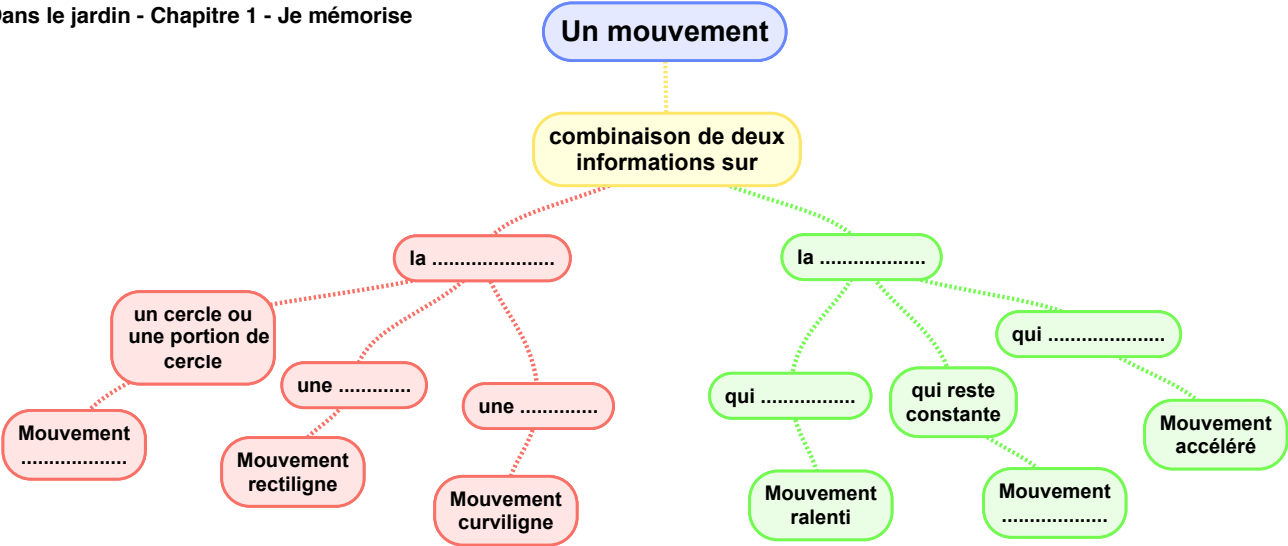 ans le jardin - Chapitre 1 - Je mémorise
Un mouvement
combinaison de deux
informations sur
la ......................
la ...................
un cercle ou
une portion de
cercle
une .............
une ..............
qui .................
qui reste
constante
qui .....................
Mouvement
...................
Mouvement
rectiligne
Mouvement
curviligne
Mouvement
ralenti
Mouvement
...................
Mouvement
accéléré